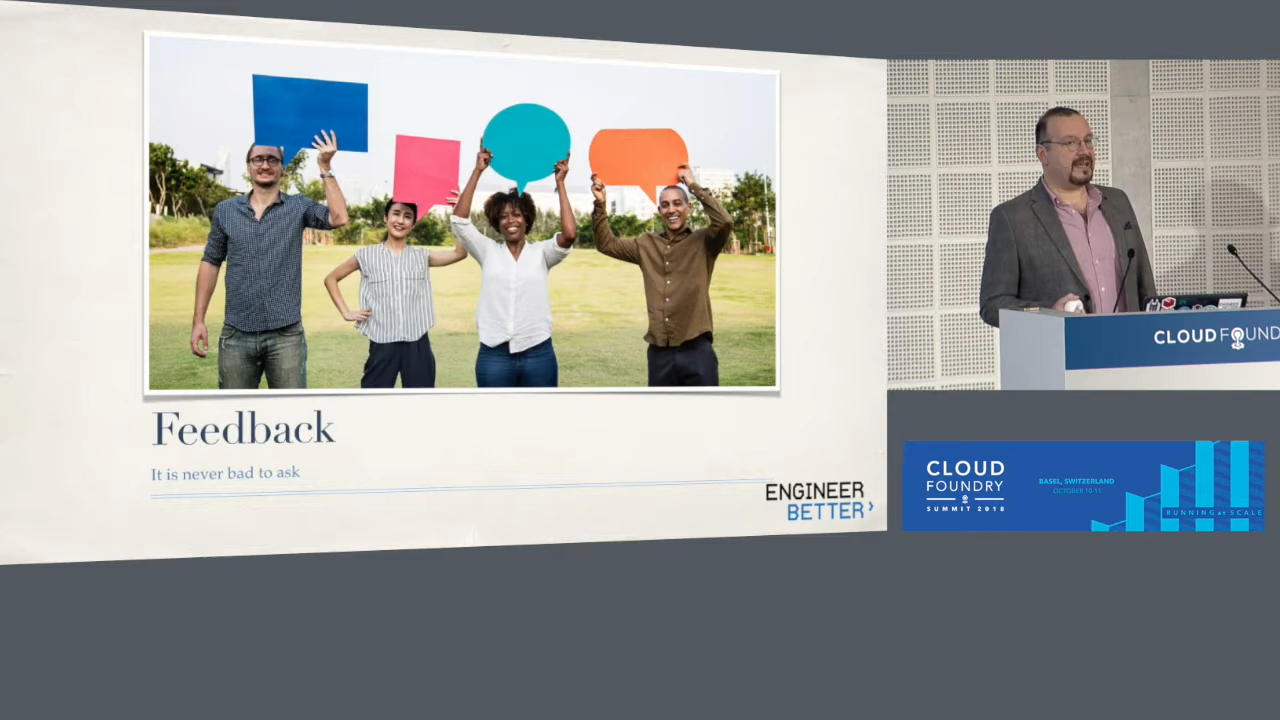 Feedback
It is never bad to ask
ENGINEER
BETTER
CLOUD FOUND
CLOUD
FOUNDRY
SUMMIT 2018
BASEL, SWITZERLAND
OCTOBER 10-11
RUNNING AT SCALE